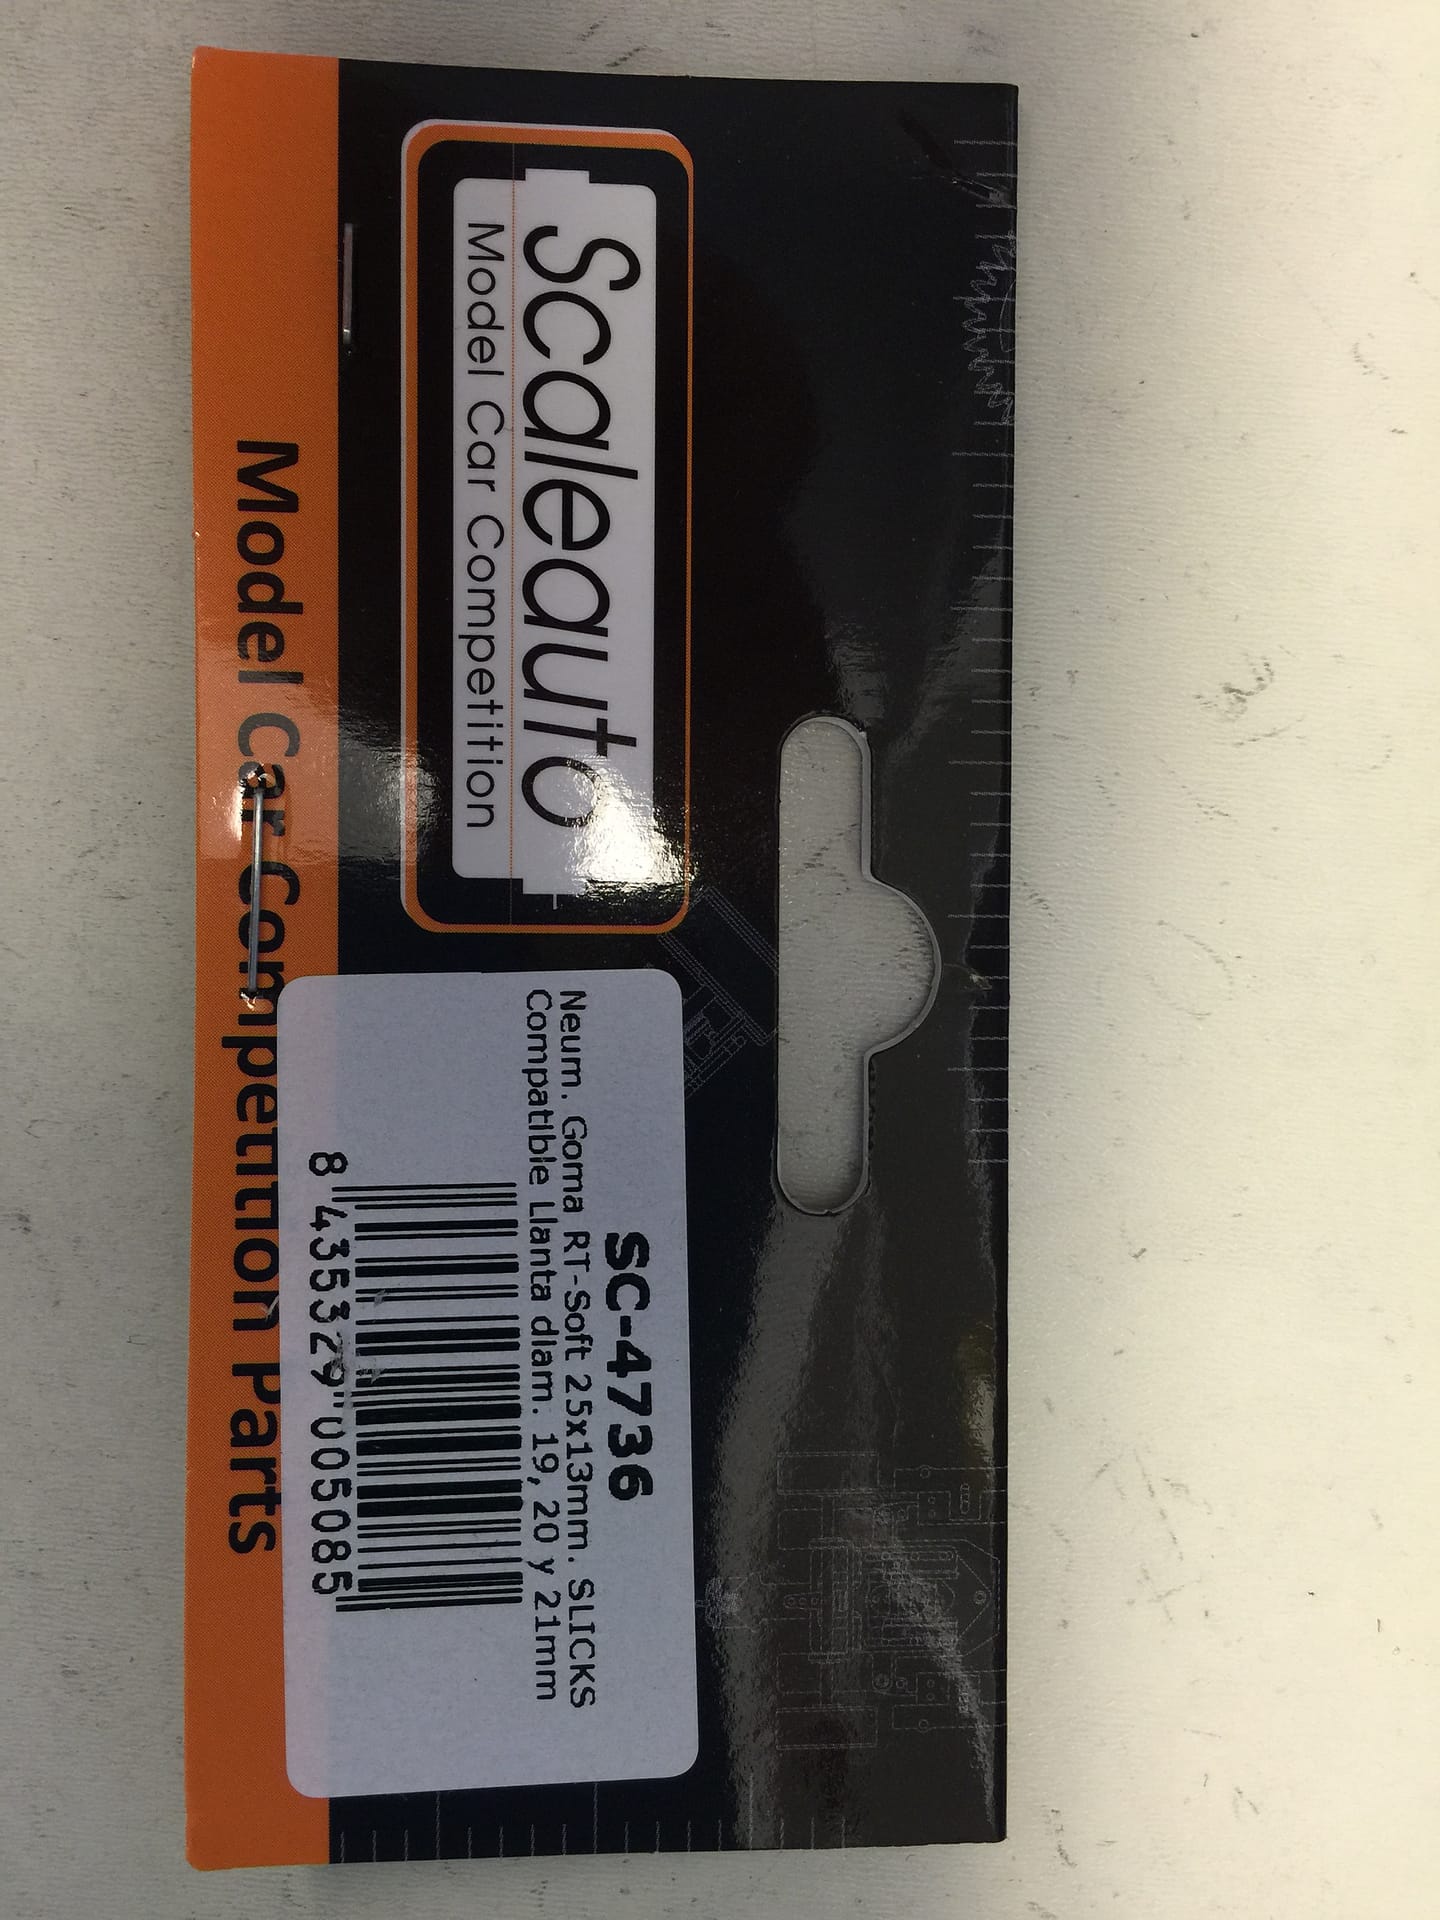 Scaleauto
Model Car Competition
SC-4736
Neum. Goma RT-Soft 25x13mm. SLICKS
Compatible Llanta diam. 19, 20 y 21mm
8 435329 005085
Model Car Competition Parts